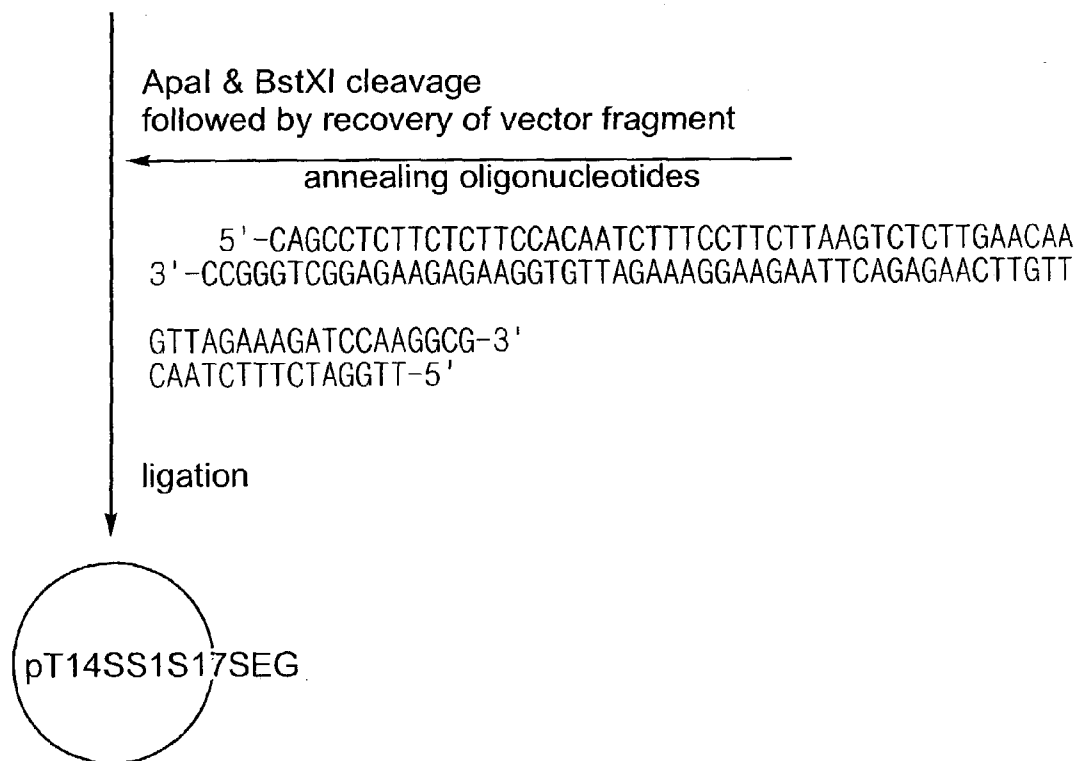 ApaI & BstXI cleavage
followed by recovery of vector fragment
annealing oligonucleotides
5'-CAGCCTCTTCTCTTCCACAATCTTTCCTTCTTAAGTCTCTTGAACAA
3'-CCGGGTCGGAGAAGAGAAGGTGTTAGAAAGGAAGAATTCAGAGAACTTGTT
GTTAGAAAGATCCAAGGCG-3'
CAATCTTTCTAGGTT-5'
ligation
pT14SS1S17SEG